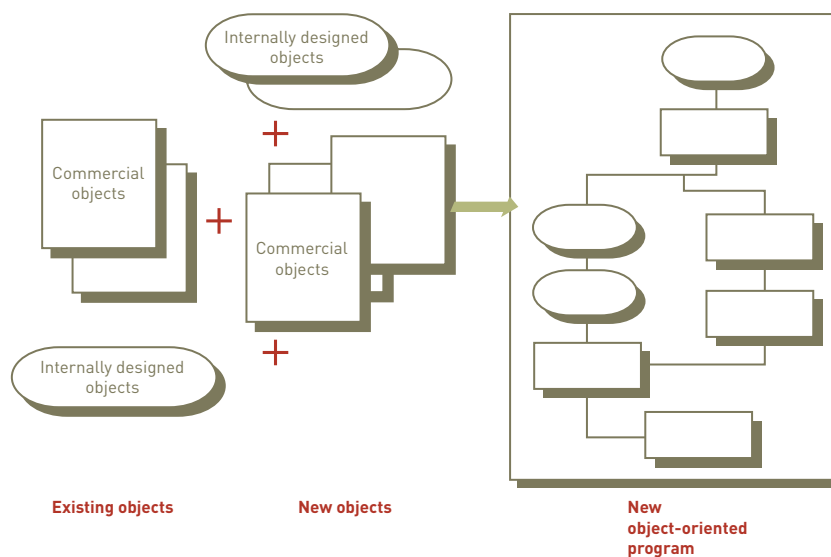 Internally designed
objects
Commercial
objects
Commercial
objects
Internally designed
objects
Existing objects
New objects
New
object-oriented
program